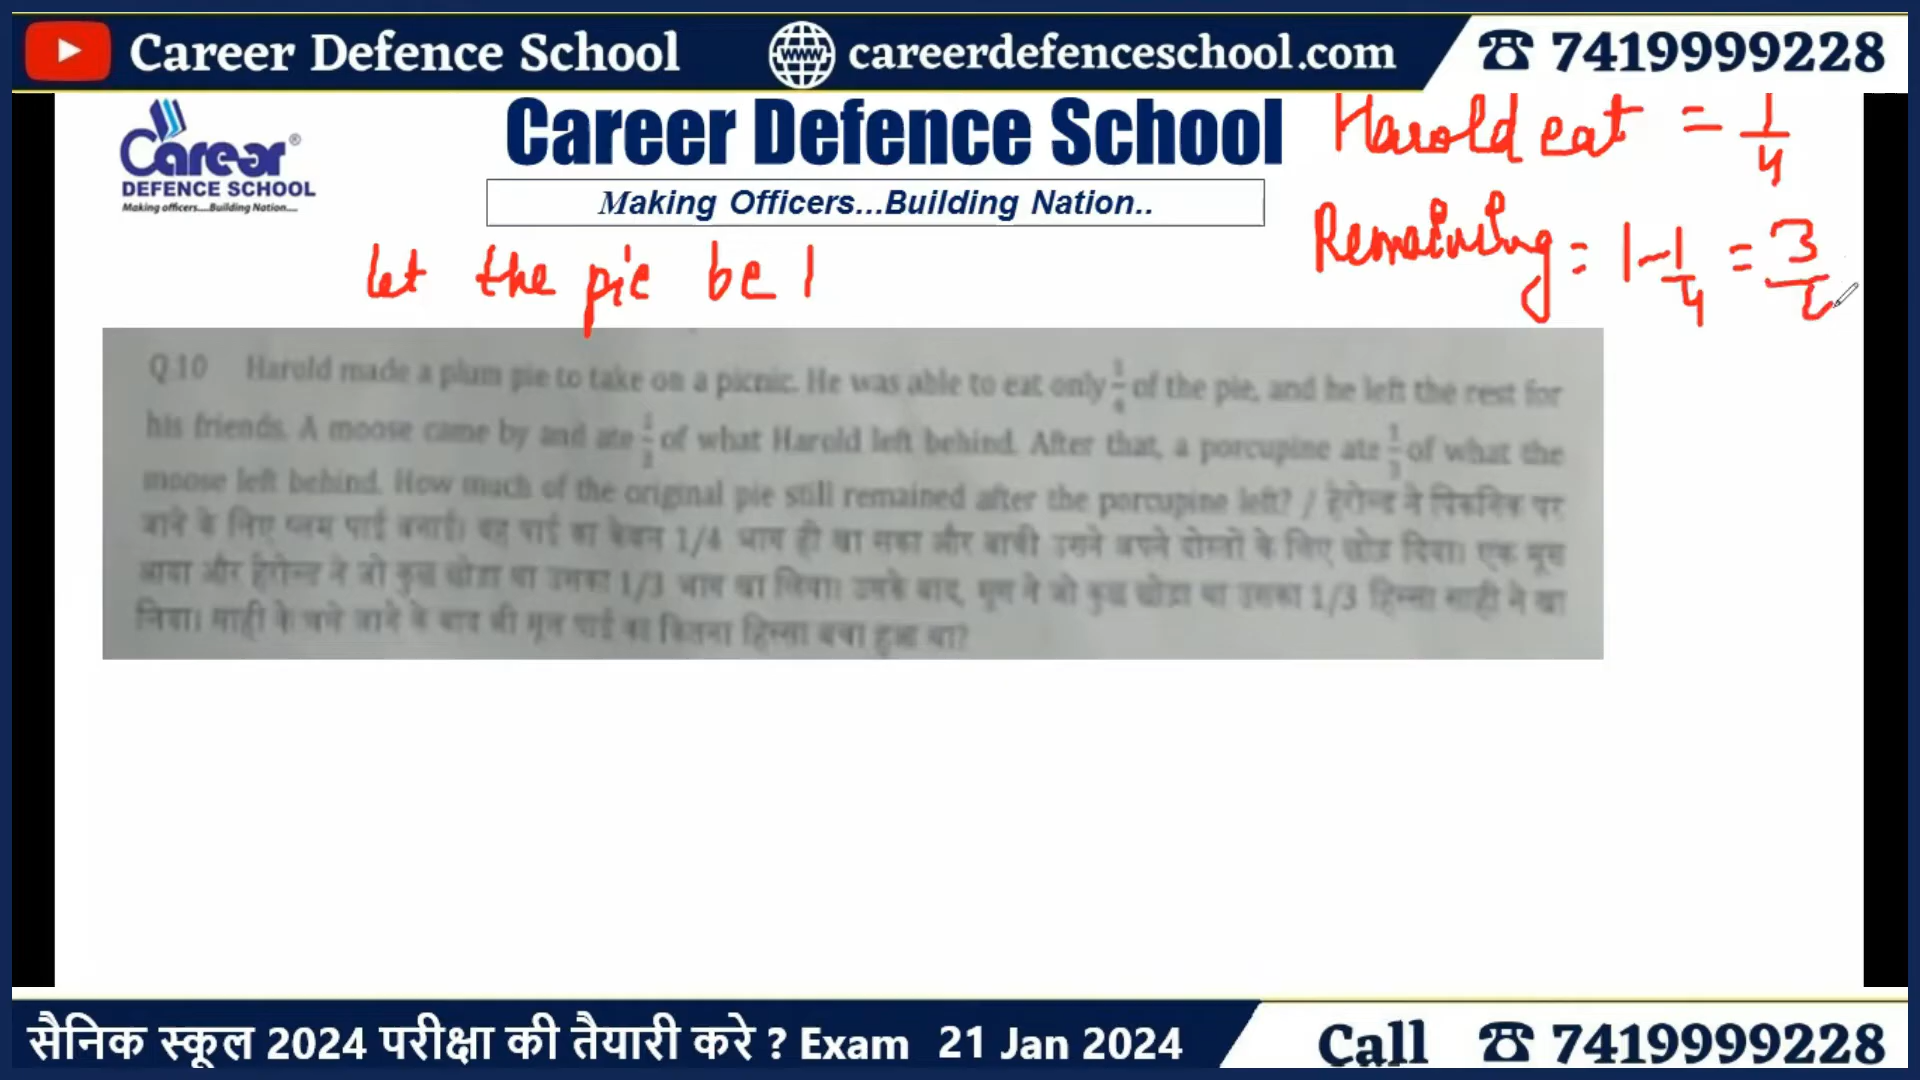 Career Defence School
www
careerdefenceschool.com
☎ 7419999228
Carear®
DEFENCE SCHOOL
Making officers....Building Nation....
Career Defence School
Making Officers...Building Nation..
Harold eat = 1/4
Remaining = 1-1/4 = 3/
let the pie be 1
Q.10 Harold made a plum pie to take on a picnic. He was able to eat only 1/4 of the pie, and he left the rest for
his friends. A moose came by and ate of what Harold left behind. After that, a porcupine ate 1/3 of what the
moose left behind. How much of the original pie still remained after the porcupine left? / हेरोल्ड ने पिकनिक पर
जाने के लिए प्लम पाई बनाई। वह पाई का केवल 1/4 भाग ही खा सका और बाकी उसने अपने दोस्तों के लिए छोड़ दिया। एक मूस
आया और हेरोल्ड ने जो कुछ छोड़ा था उसका 1/3 भाग खा लिया। उसके बाद, मूस ने जो कुछ छोड़ा था उसका 1/3 हिस्सा साही ने खा
लिया। साही के चले जाने के बाद भी मूल पाई का कितना हिस्सा बचा हुआ था?
सैनिक स्कूल 2024 परीक्षा की तैयारी करे ? Exam 21 Jan 2024
Call ☎ 7419999228